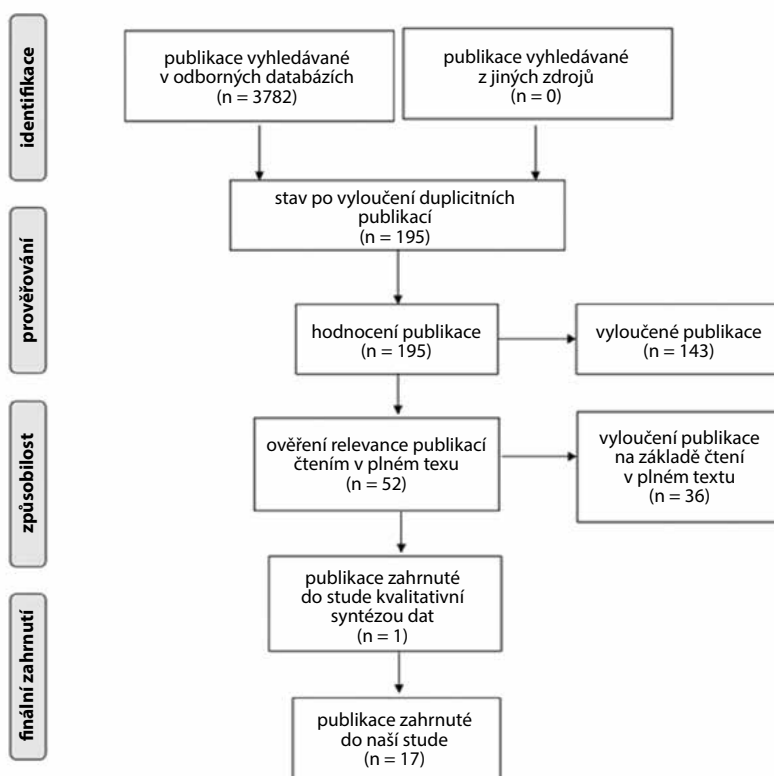 identifikace
publikace vyhledávané
v odborných databázích
(n = 3782)
publikace vyhledávané
z jiných zdrojů
(n = 0)
stav po vyloučení duplicitních
publikací
(n = 195)
prověřování
hodnocení publikace
(n = 195)
vyloučené publikace
(n = 143)
způsobilost
ověření relevance publikací
čtením v plném texu
(n = 52)
vyloučení publikace
na základě čtení
v plném textu
(n = 36)
publikace zahrnuté
do stude kvalitativní
syntézou dat
(n = 1)
finální zahrnutí
publikace zahrnuté
do naší stude
(n = 17)